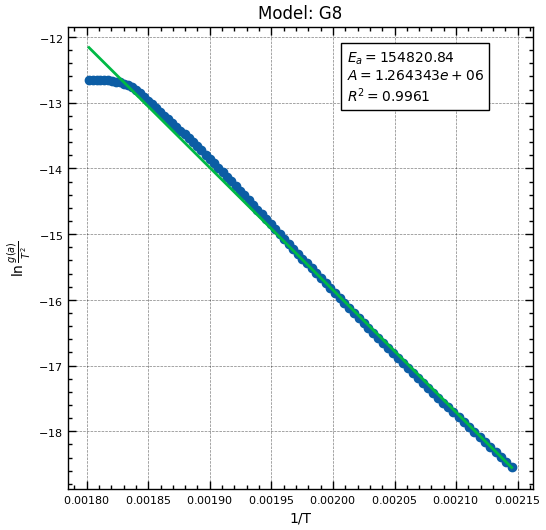 Model: G8
E_a = 154820.84
A = 1.264343e + 06
R² = 0.9961
−12
−13
−14
−15
−16
−17
−18
ln g(a)/T²
0.00180 0.00185 0.00190 0.00195 0.00200 0.00205 0.00210 0.00215
1/T